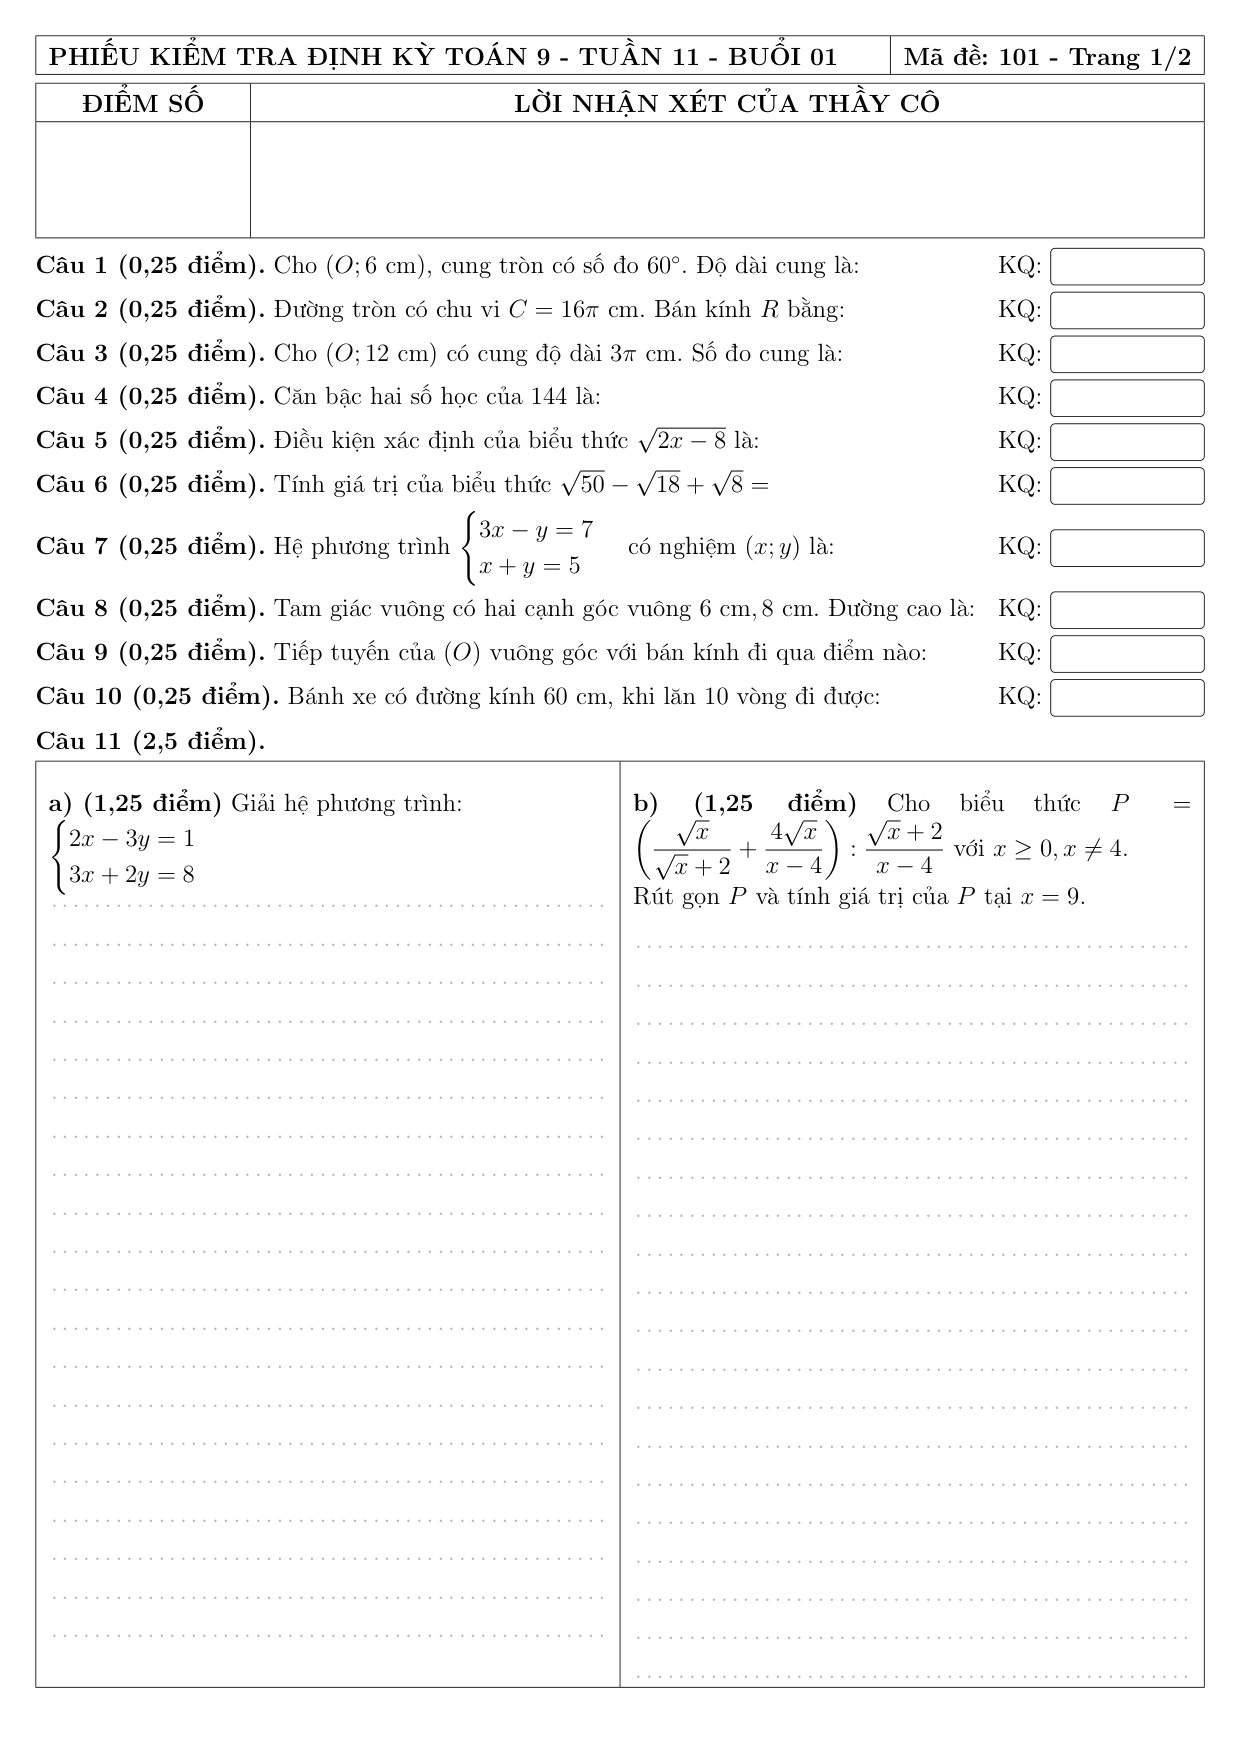 PHIẾU KIỂM TRA ĐỊNH KỲ TOÁN 9 - TUẦN 11 - BUỔI 01 Mã đề: 101 - Trang 1/2
ĐIỂM SỐ LỜI NHẬN XÉT CỦA THẦY CÔ
Câu 1 (0,25 điểm). Cho (O; 6 cm), cung tròn có số đo 60°. Độ dài cung là: KQ:
Câu 2 (0,25 điểm). Đường tròn có chu vi C = 16π cm. Bán kính R bằng: KQ:
Câu 3 (0,25 điểm). Cho (O; 12 cm) có cung độ dài 3π cm. Số đo cung là: KQ:
Câu 4 (0,25 điểm). Căn bậc hai số học của 144 là: KQ:
Câu 5 (0,25 điểm). Điều kiện xác định của biểu thức √(2x − 8) là: KQ:
Câu 6 (0,25 điểm). Tính giá trị của biểu thức √50 − √18 + √8 = KQ:
Câu 7 (0,25 điểm). Hệ phương trình { 3x − y = 7 ; x + y = 5 có nghiệm (x; y) là: KQ:
Câu 8 (0,25 điểm). Tam giác vuông có hai cạnh góc vuông 6 cm, 8 cm. Đường cao là: KQ:
Câu 9 (0,25 điểm). Tiếp tuyến của (O) vuông góc với bán kính đi qua điểm nào: KQ:
Câu 10 (0,25 điểm). Bánh xe có đường kính 60 cm, khi lăn 10 vòng đi được: KQ:
Câu 11 (2,5 điểm).
a) (1,25 điểm) Giải hệ phương trình:
{ 2x − 3y = 1
3x + 2y = 8
b) (1,25 điểm) Cho biểu thức P =
(√x/(√x + 2) + 4√x/(x − 4)) : (√x + 2)/(x − 4) với x ≥ 0, x ≠ 4.
Rút gọn P và tính giá trị của P tại x = 9.